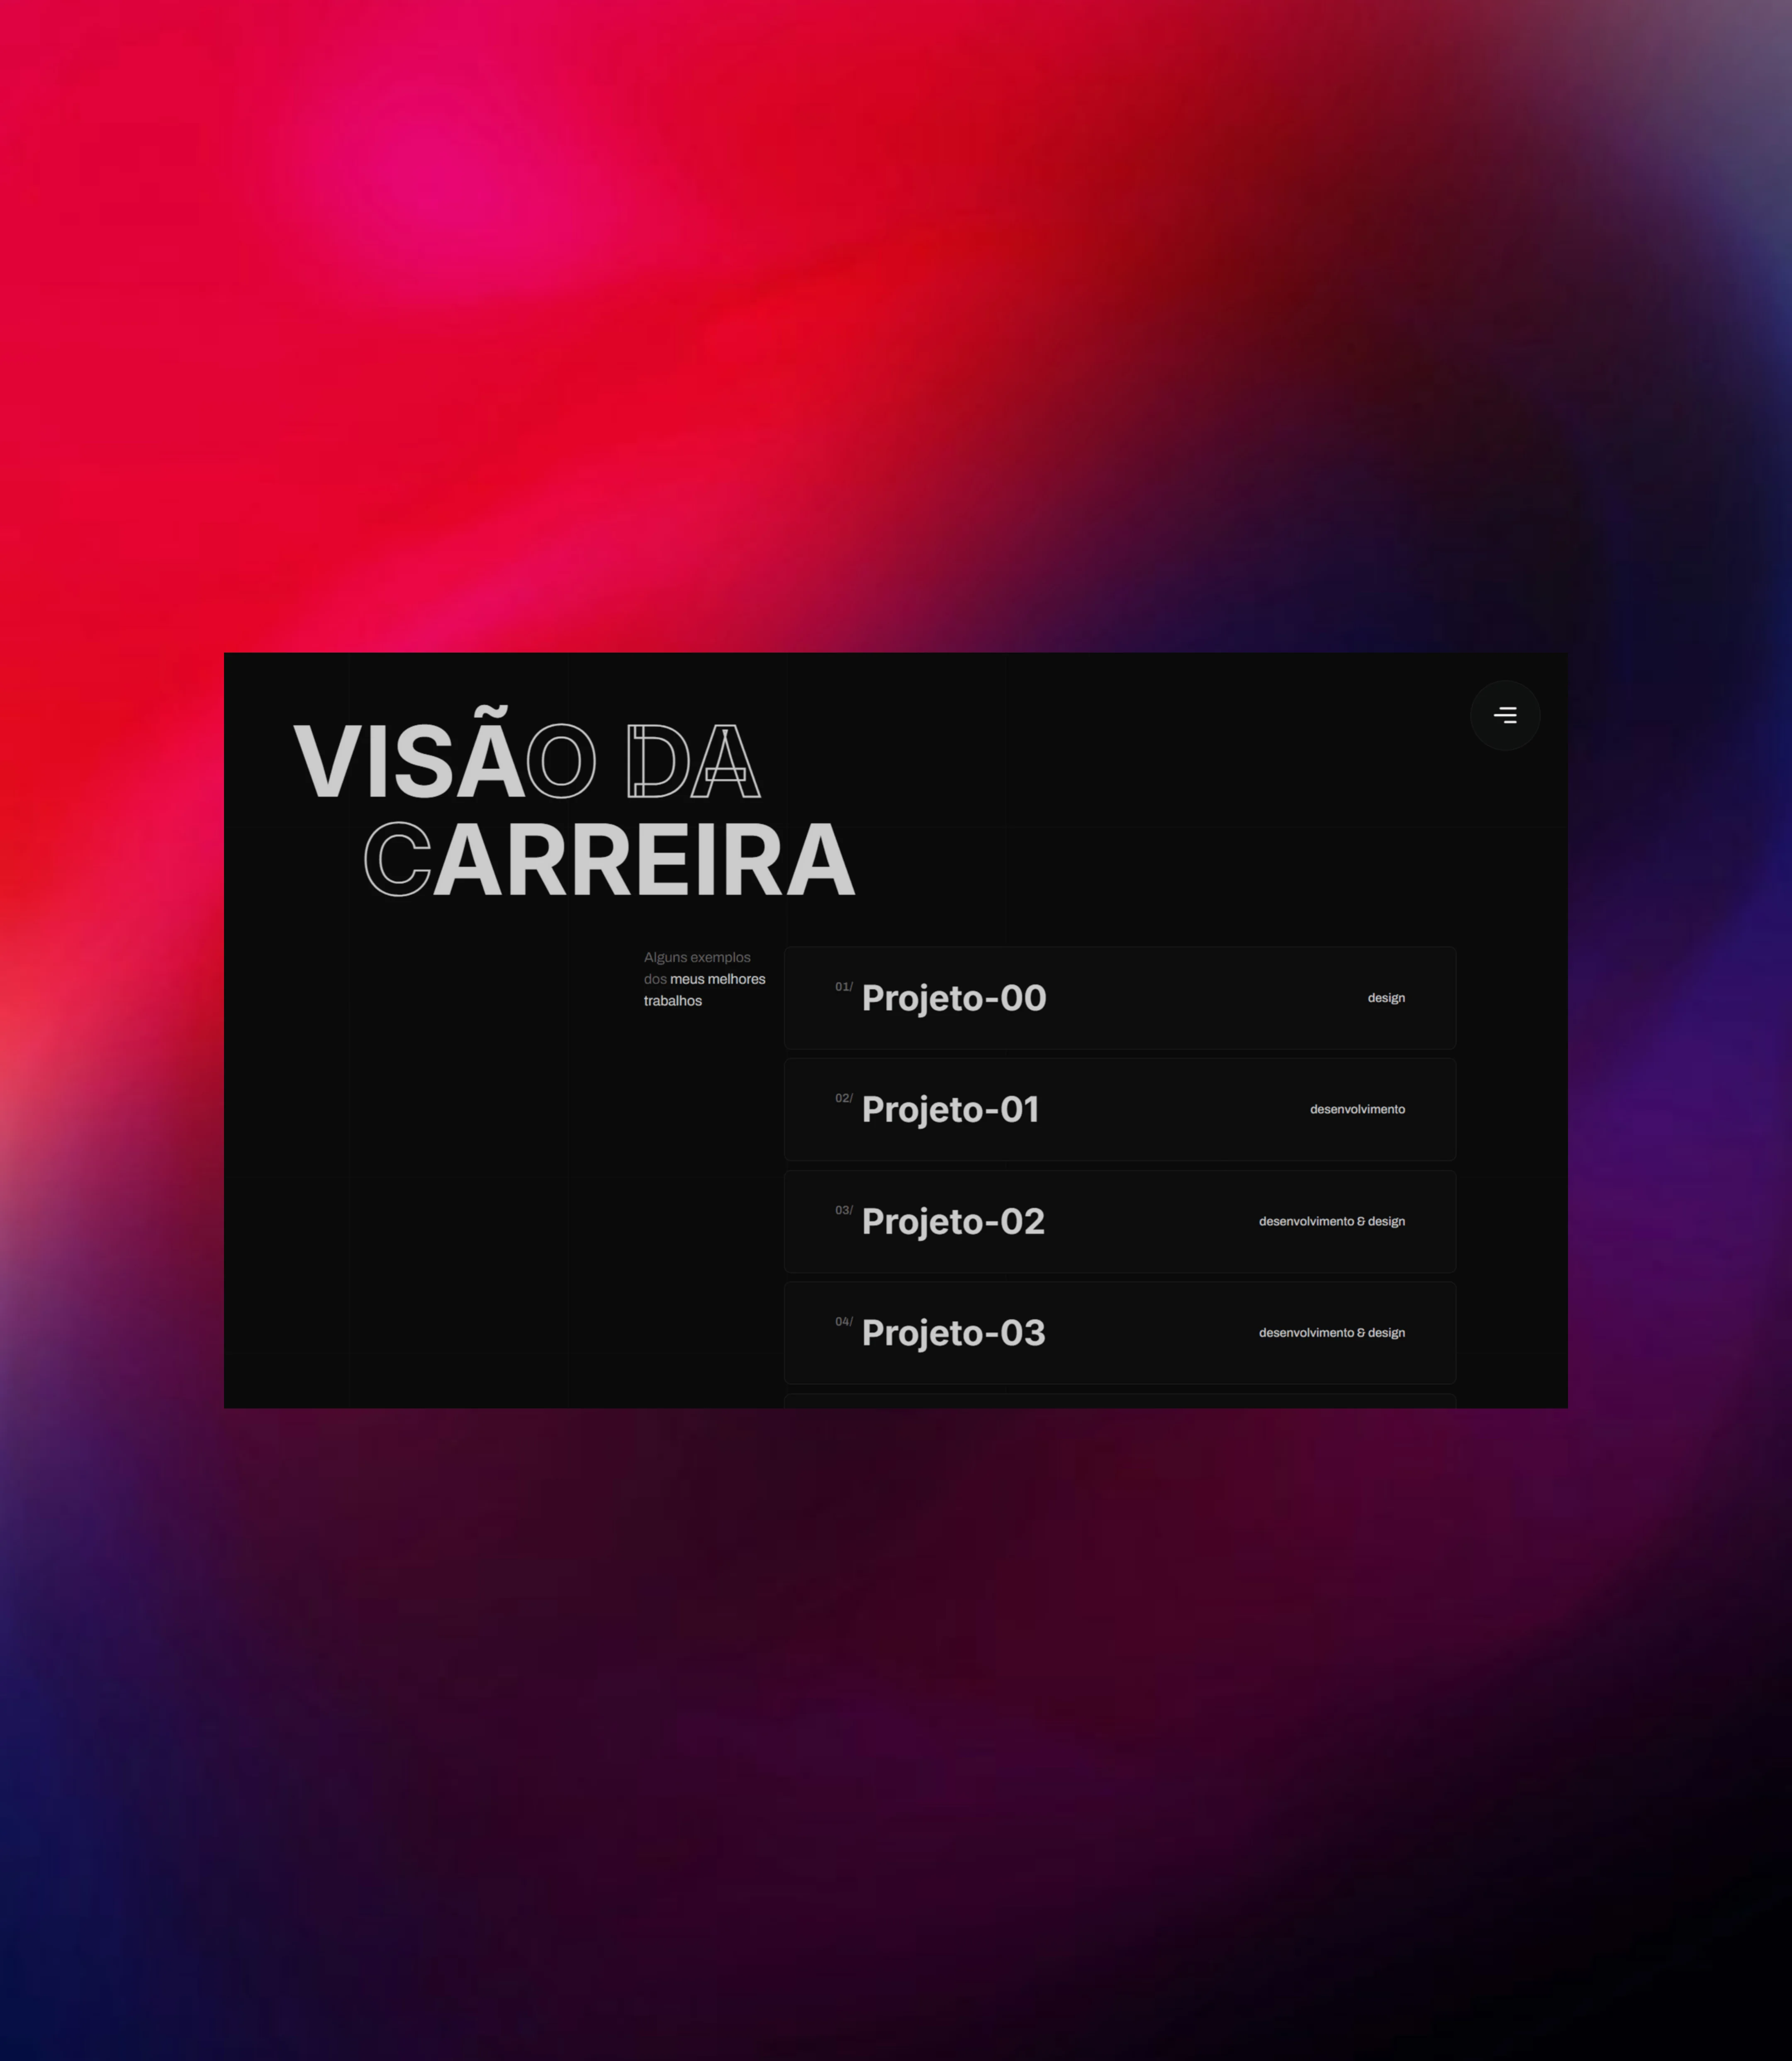 VISÃO DA
CARREIRA
Alguns exemplos
dos meus melhores
trabalhos
01/ Projeto-00 design
02/ Projeto-01 desenvolvimento
03/ Projeto-02 desenvolvimento & design
04/ Projeto-03 desenvolvimento & design